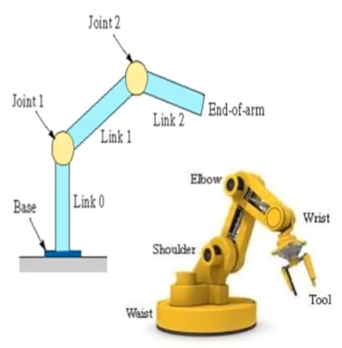 Joint 2
Joint 1
End-of-arm
Link 1
Link 2
Link 0
Base
Elbow
Wrist
Shoulder
Tool
Waist